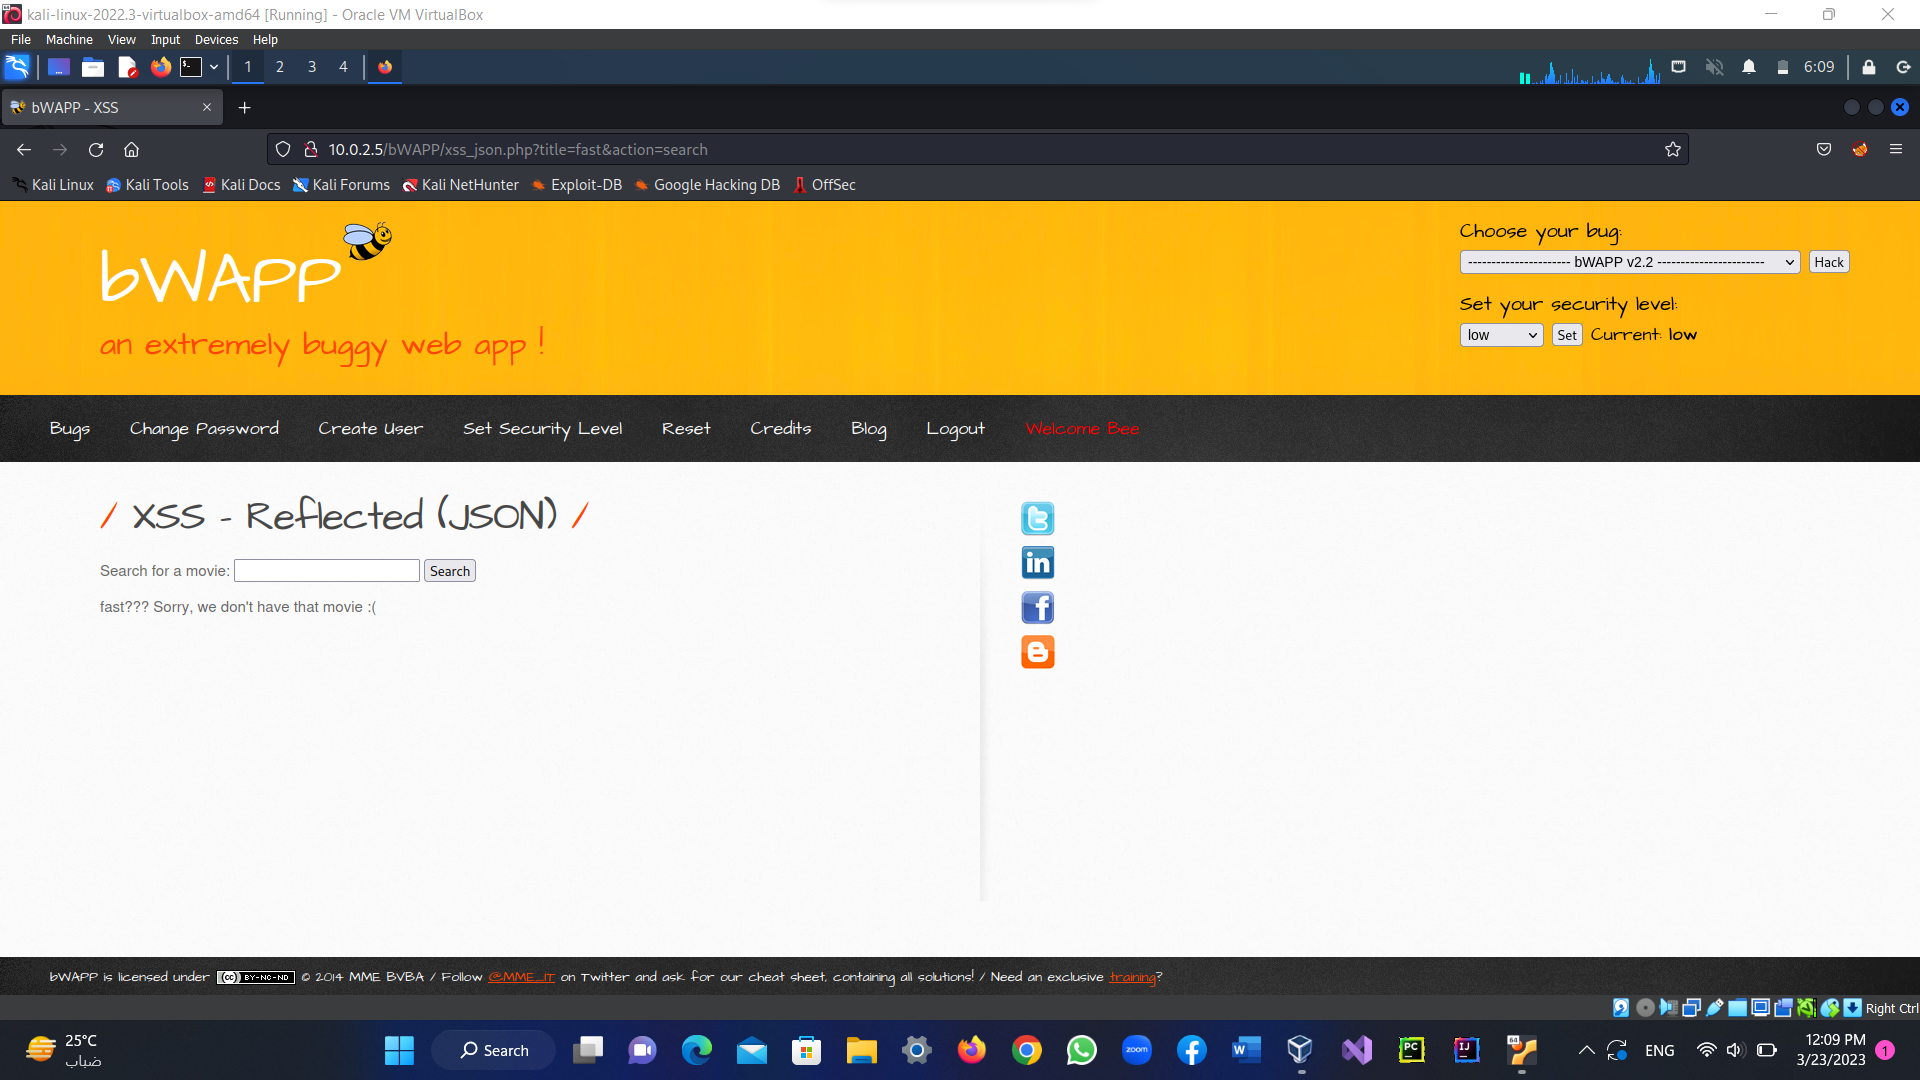 kali-linux-2022.3-virtualbox-amd64 [Running] - Oracle VM VirtualBox
File Machine View Input Devices Help
1 2 3 4 6:09
bWAPP - XSS
10.0.2.5/bWAPP/xss_json.php?title=fast&action=search
Kali Linux Kali Tools Kali Docs Kali Forums Kali NetHunter Exploit-DB Google Hacking DB OffSec
bWAPP
an extremely buggy web app !
Choose your bug:
---------------------- bWAPP v2.2 ----------------------- Hack
Set your security level:
low Set Current: low
Bugs Change Password Create User Set Security Level Reset Credits Blog Logout Welcome Bee
/ XSS - Reflected (JSON) /
Search for a movie: Search
fast??? Sorry, we don't have that movie :(
bWAPP is licensed under (cc) BY-NC-ND © 2014 MME BVBA / Follow @MME_IT on Twitter and ask for our cheat sheet, containing all solutions! / Need an exclusive training?
Right Ctrl
25°C
ضباب
Search
zoom
ENG
12:09 PM
3/23/2023
1